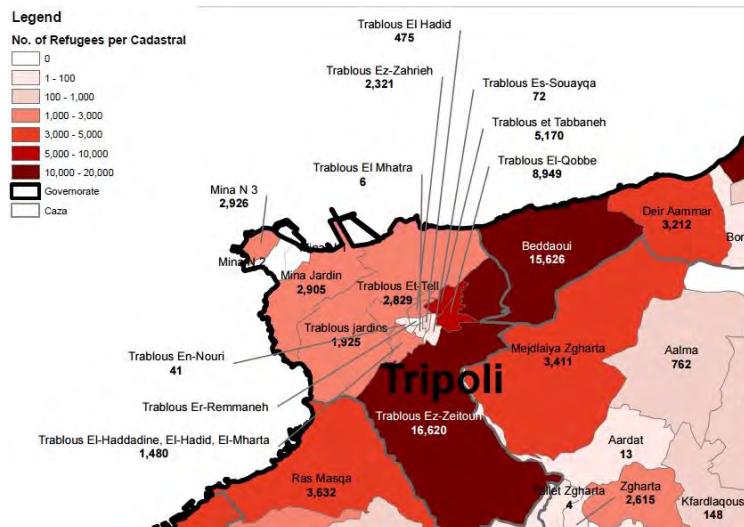 Legend
No. of Refugees per Cadastral
0
1 - 100
100 - 1,000
1,000 - 3,000
3,000 - 5,000
5,000 - 10,000
10,000 - 20,000
Governorate
Caza
Trablous El Hadid
475
Trablous Ez-Zahrieh
2,321
Trablous Es-Souayqa
72
Trablous et Tabbaneh
5,170
Trablous El-Qobbe
8,949
Trablous El Mhatra
6
Mina N 3
2,926
Mina N 2
Mina Jardin
2,905
Deir Aammar
3,212
Beddaoui
15,626
Trablous Et-Tell
2,829
Trablous jardins
1,925
Trablous En-Nouri
41
Mejdlaiya Zgharta
3,411
Aalma
762
Tripoli
Trablous Er-Remmaneh
Trablous Ez-Zeitoun
16,620
Trablous El-Haddadine, El-Hadid, El-Mharta
1,480
Aardat
13
Ras Masqa
3,632
Zgharta
4
Zgharta
2,615
Kfardlaqous
148